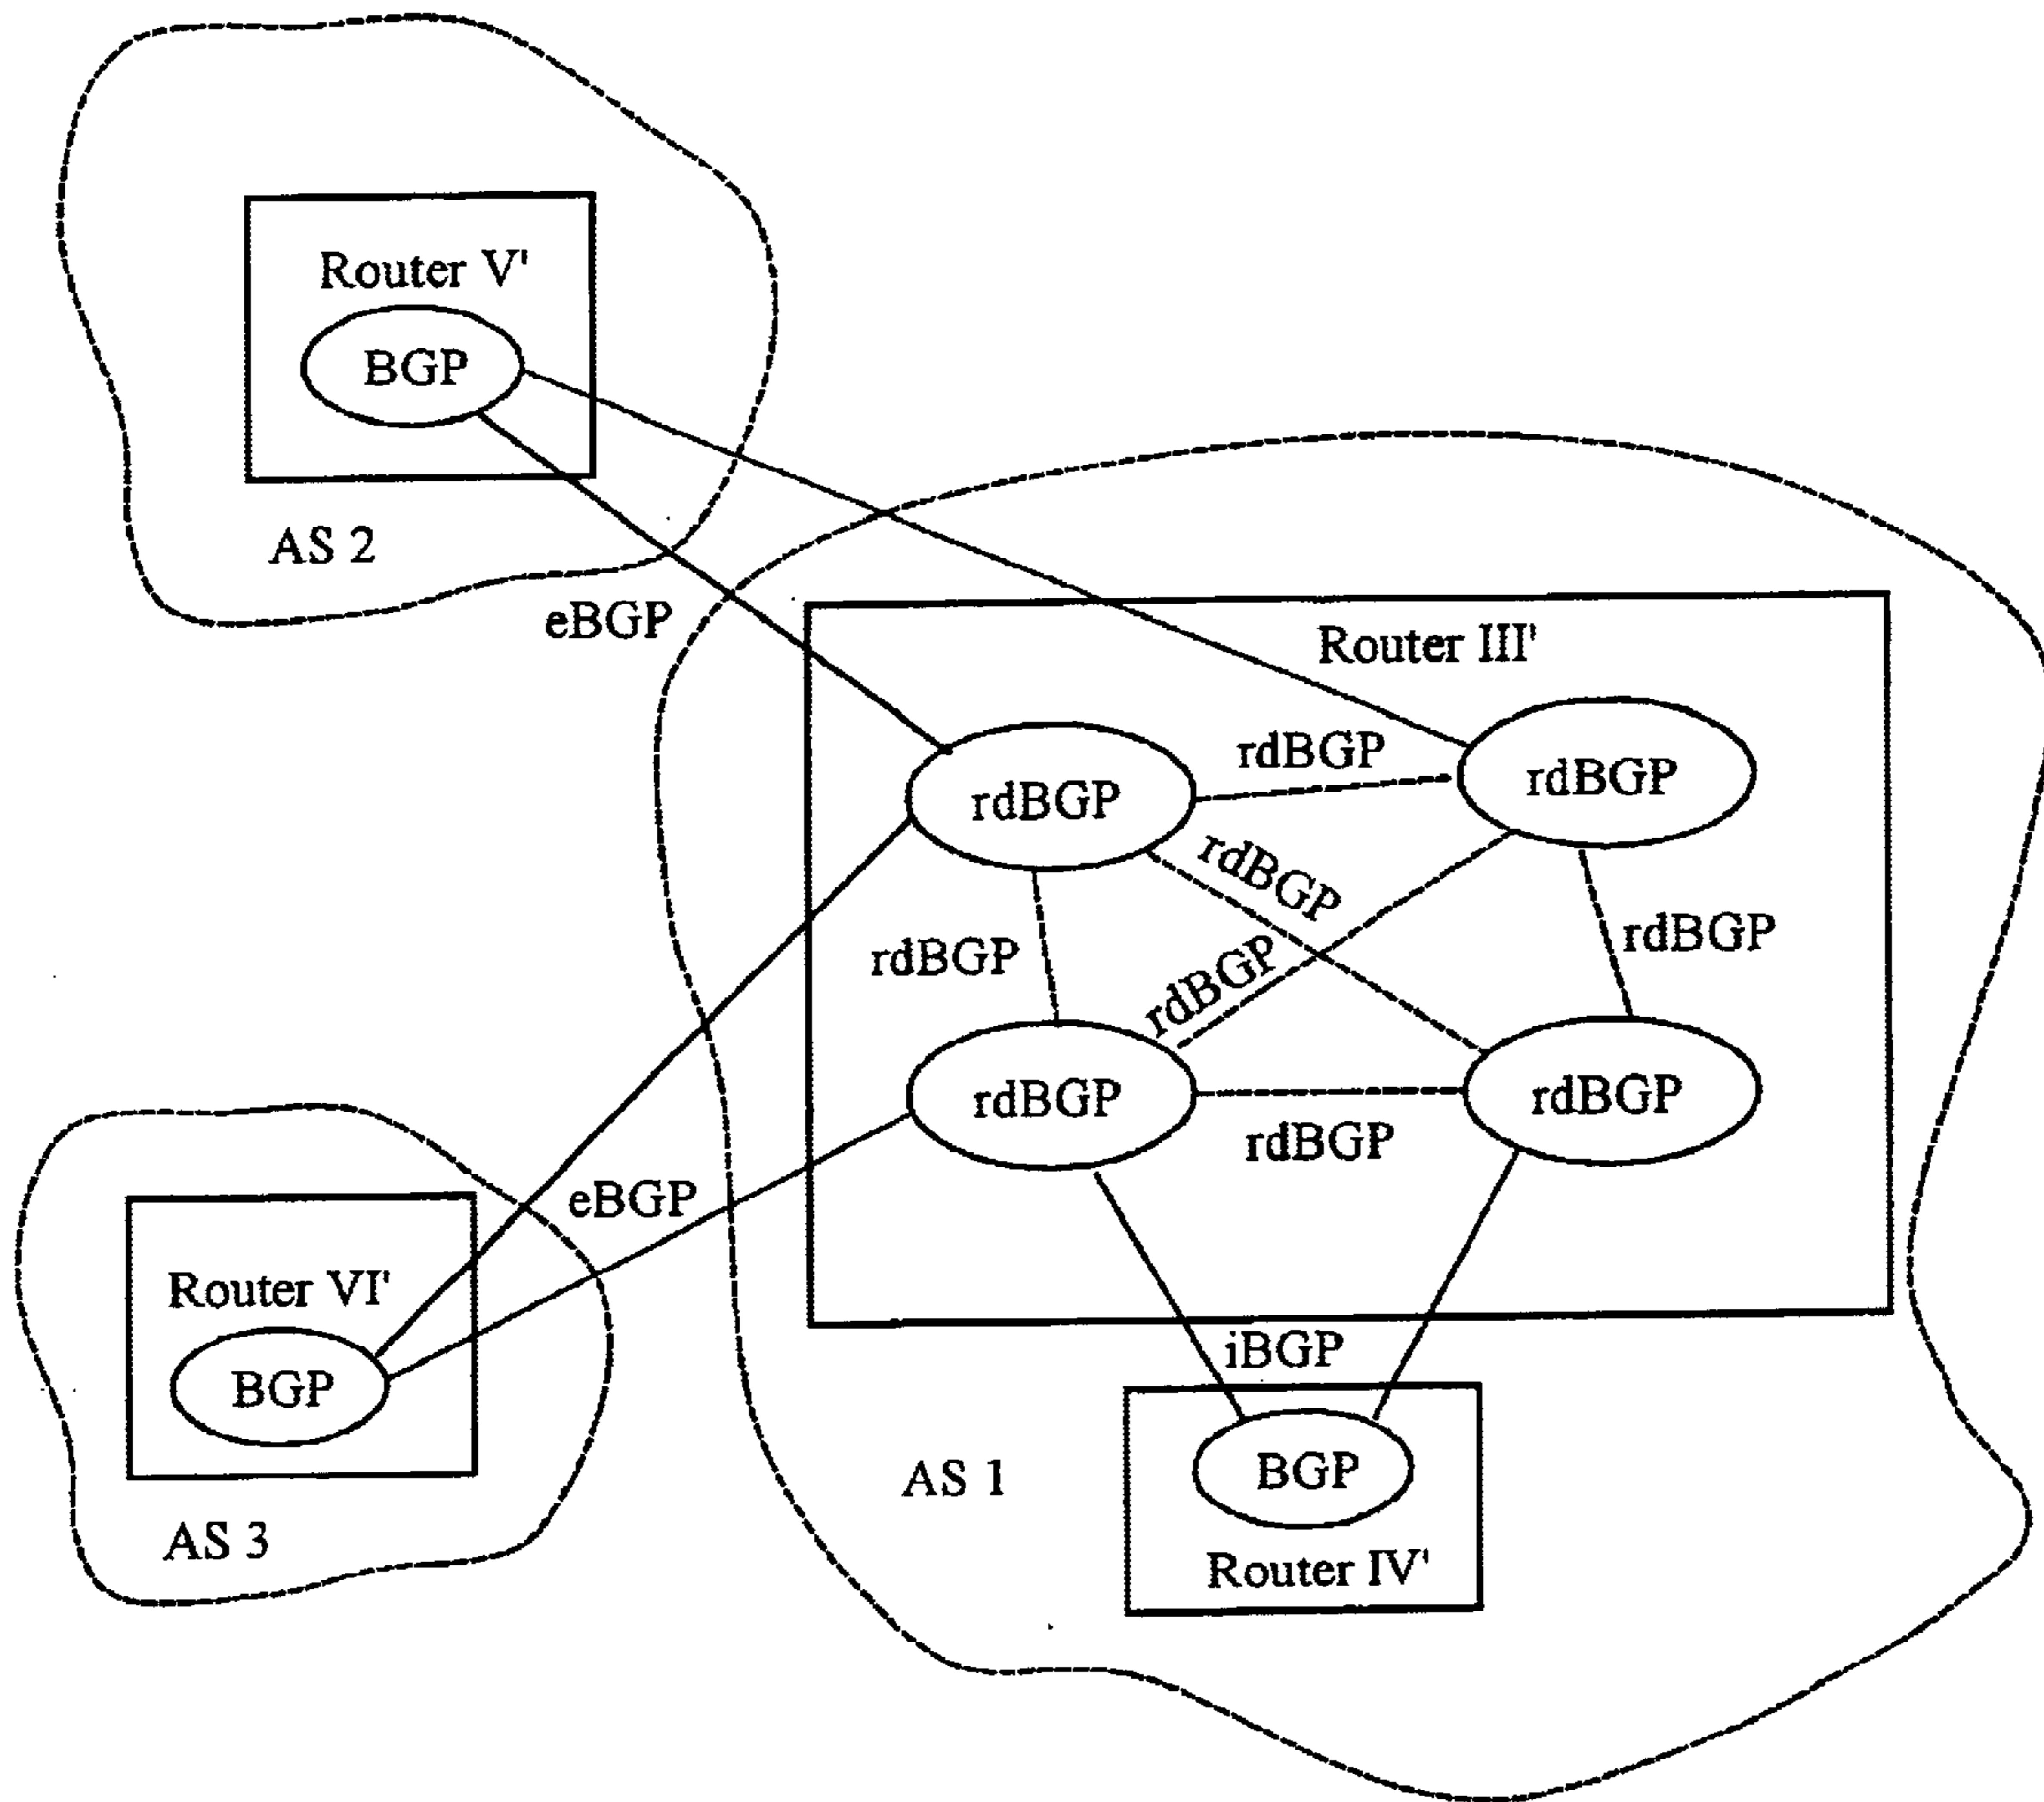 Router V'
BGP
AS 2
eBGP
Router III'
rdBGP
rdBGP
rdBGP
rdBGP
rdBGP
rdBGP
rdBGP
rdBGP
rdBGP
rdBGP
eBGP
Router VI'
BGP
AS 3
iBGP
AS 1
BGP
Router IV'